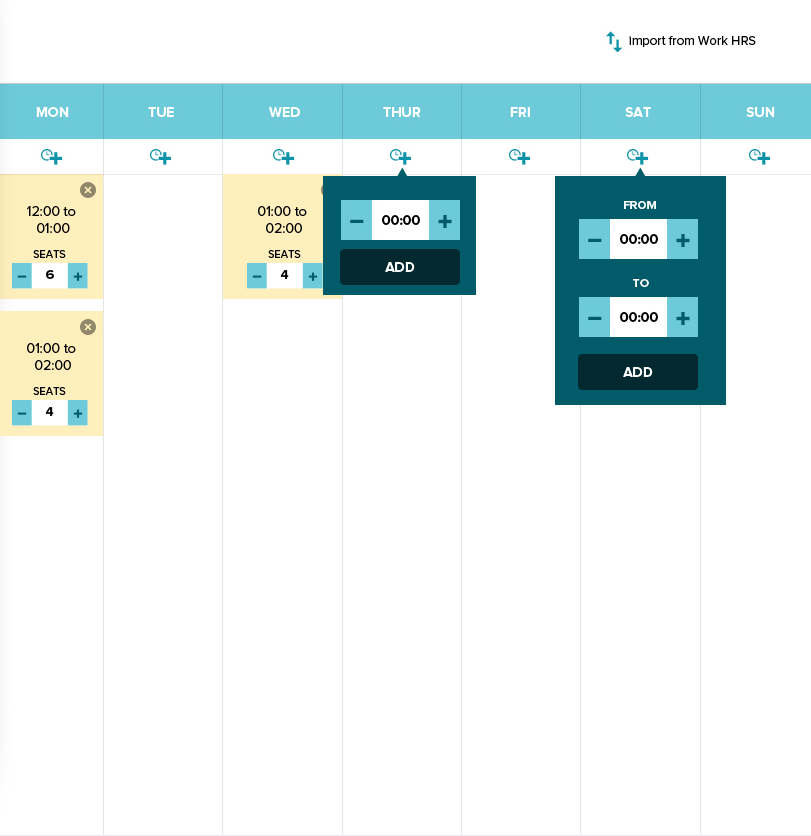 Import from Work HRS
MON TUE WED THUR FRI SAT SUN
12:00 to
01:00
SEATS
− 6 +
01:00 to
02:00
SEATS
− 4 +
01:00 to
02:00
SEATS
− 4 +
− 00:00 +
ADD
FROM
− 00:00 +
TO
− 00:00 +
ADD